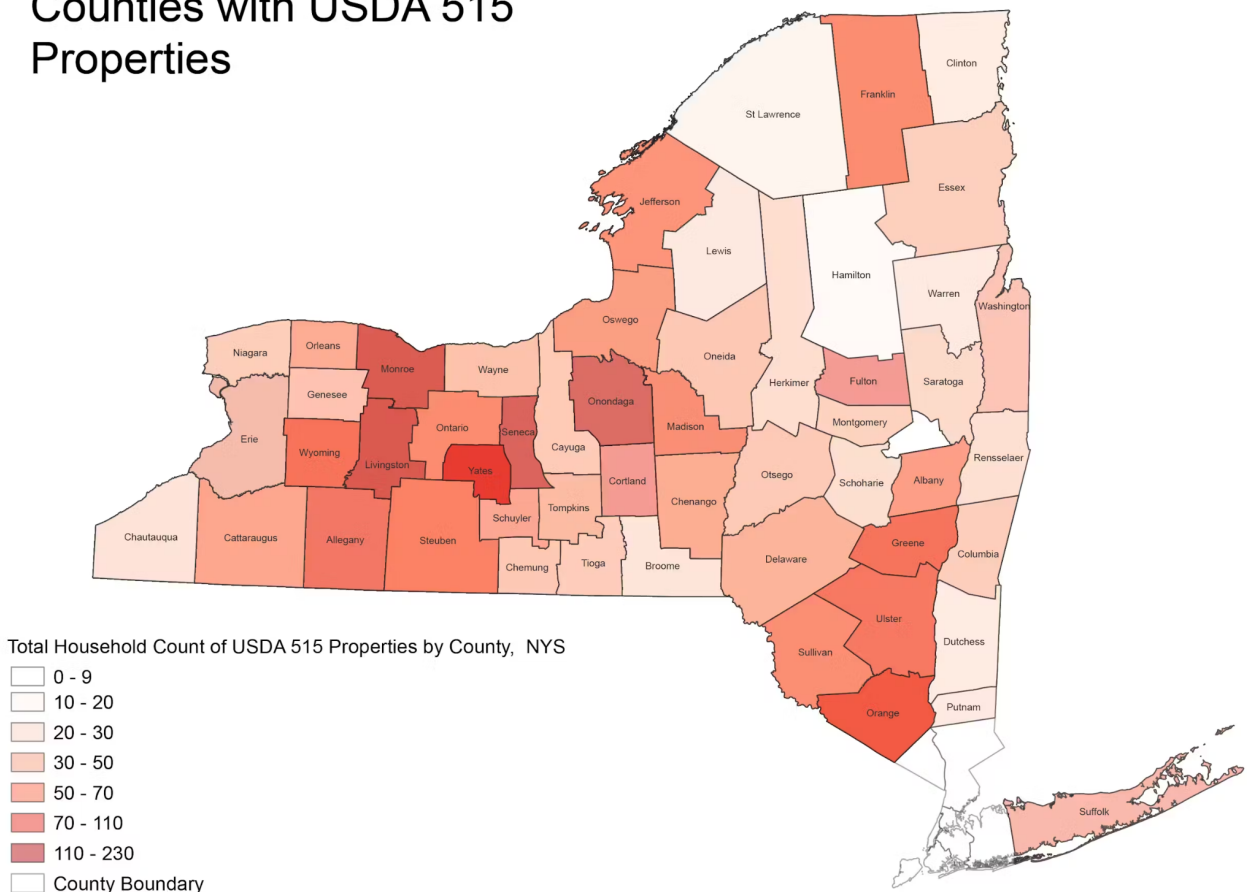 Counties with USDA 515
Properties
Clinton
Franklin
St Lawrence
Essex
Jefferson
Lewis
Hamilton
Warren
Washington
Oswego
Oneida
Herkimer
Fulton
Saratoga
Niagara
Orleans
Monroe
Wayne
Genesee
Onondaga
Madison
Montgomery
Erie
Wyoming
Livingston
Ontario
Seneca
Yates
Cayuga
Cortland
Otsego
Schoharie
Albany
Rensselaer
Chenango
Tompkins
Schuyler
Chautauqua
Cattaraugus
Allegany
Steuben
Chemung
Tioga
Broome
Delaware
Greene
Columbia
Ulster
Sullivan
Dutchess
Orange
Putnam
Suffolk
Total Household Count of USDA 515 Properties by County, NYS
0 - 9
10 - 20
20 - 30
30 - 50
50 - 70
70 - 110
110 - 230
County Boundary